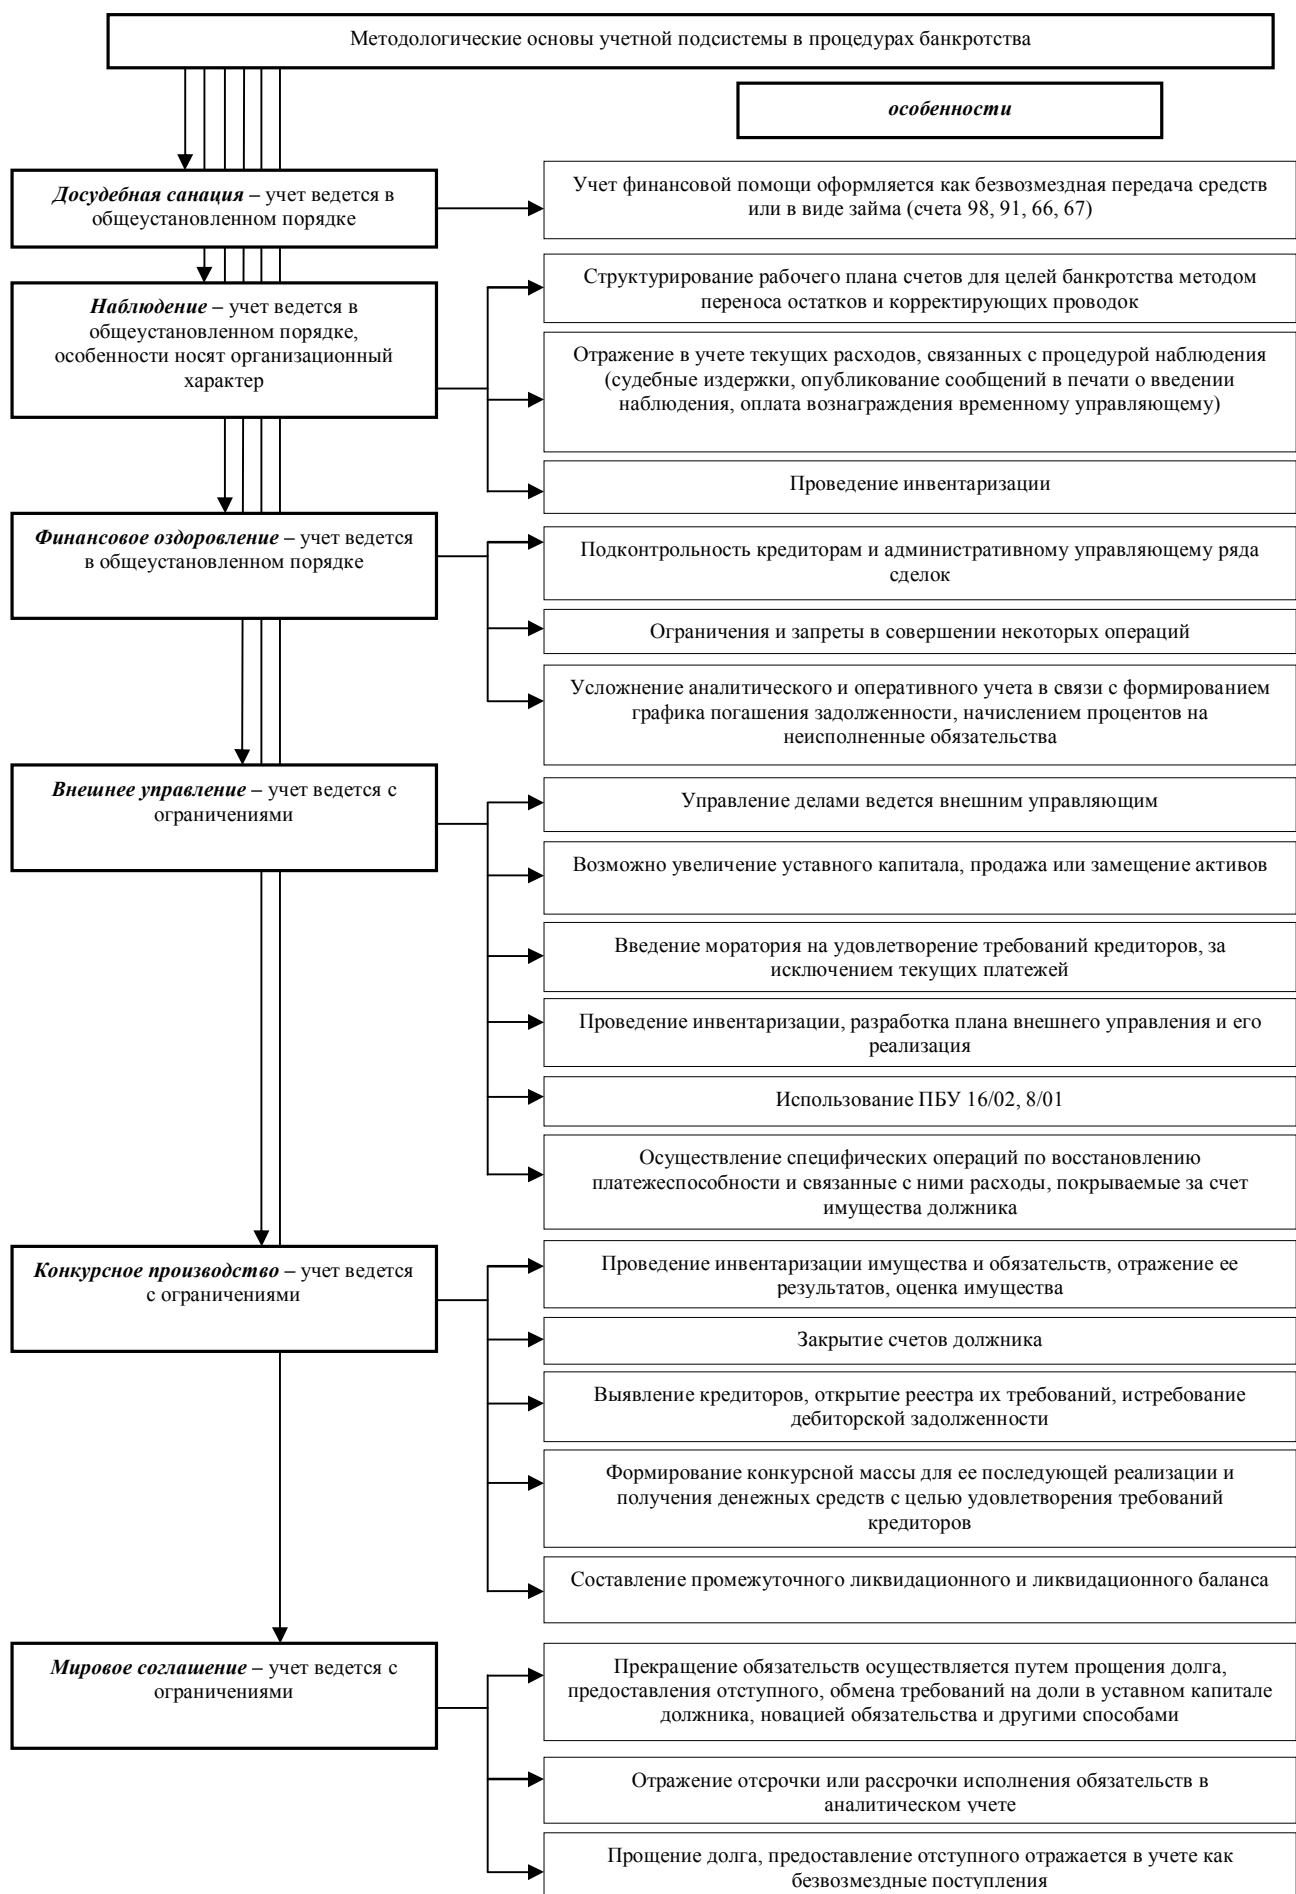 Методологические основы учетной подсистемы в процедурах банкротства
особенности
Досудебная санация – учет ведется в
общеустановленном порядке
Учет финансовой помощи оформляется как безвозмездная передача средств
или в виде займа (счета 98, 91, 66, 67)
Наблюдение – учет ведется в
общеустановленном порядке,
особенности носят организационный
характер
Структурирование рабочего плана счетов для целей банкротства методом
переноса остатков и корректирующих проводок
Отражение в учете текущих расходов, связанных с процедурой наблюдения
(судебные издержки, опубликование сообщений в печати о введении
наблюдения, оплата вознаграждения временному управляющему)
Проведение инвентаризации
Финансовое оздоровление – учет ведется
в общеустановленном порядке
Подконтрольность кредиторам и административному управляющему ряда
сделок
Ограничения и запреты в совершении некоторых операций
Усложнение аналитического и оперативного учета в связи с формированием
графика погашения задолженности, начислением процентов на
неисполненные обязательства
Внешнее управление – учет ведется с
ограничениями
Управление делами ведется внешним управляющим
Возможно увеличение уставного капитала, продажа или замещение активов
Введение моратория на удовлетворение требований кредиторов, за
исключением текущих платежей
Проведение инвентаризации, разработка плана внешнего управления и его
реализация
Использование ПБУ 16/02, 8/01
Осуществление специфических операций по восстановлению
платежеспособности и связанные с ними расходы, покрываемые за счет
имущества должника
Конкурсное производство – учет ведется
с ограничениями
Проведение инвентаризации имущества и обязательств, отражение ее
результатов, оценка имущества
Закрытие счетов должника
Выявление кредиторов, открытие реестра их требований, истребование
дебиторской задолженности
Формирование конкурсной массы для ее последующей реализации и
получения денежных средств с целью удовлетворения требований
кредиторов
Составление промежуточного ликвидационного и ликвидационного баланса
Мировое соглашение – учет ведется с
ограничениями
Прекращение обязательств осуществляется путем прощения долга,
предоставления отступного, обмена требований на доли в уставном капитале
должника, новацией обязательства и другими способами
Отражение отсрочки или рассрочки исполнения обязательств в
аналитическом учете
Прощение долга, предоставление отступного отражается в учете как
безвозмездные поступления